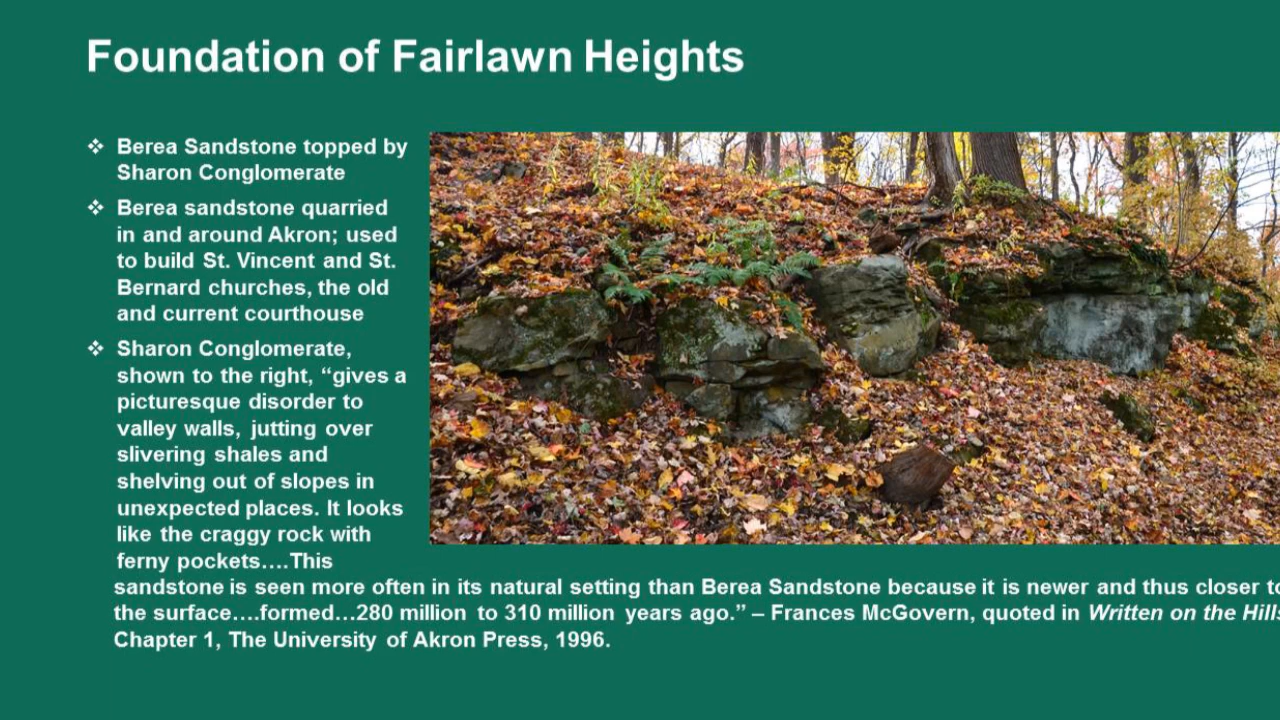 Foundation of Fairlawn Heights
❖ Berea Sandstone topped by
Sharon Conglomerate
❖ Berea sandstone quarried
in and around Akron; used
to build St. Vincent and St.
Bernard churches, the old
and current courthouse
❖ Sharon Conglomerate,
shown to the right, “gives a
picturesque disorder to
valley walls, jutting over
slivering shales and
shelving out of slopes in
unexpected places. It looks
like the craggy rock with
ferny pockets….This
sandstone is seen more often in its natural setting than Berea Sandstone because it is newer and thus closer to
the surface….formed…280 million to 310 million years ago.” – Frances McGovern, quoted in Written on the Hills
Chapter 1, The University of Akron Press, 1996.